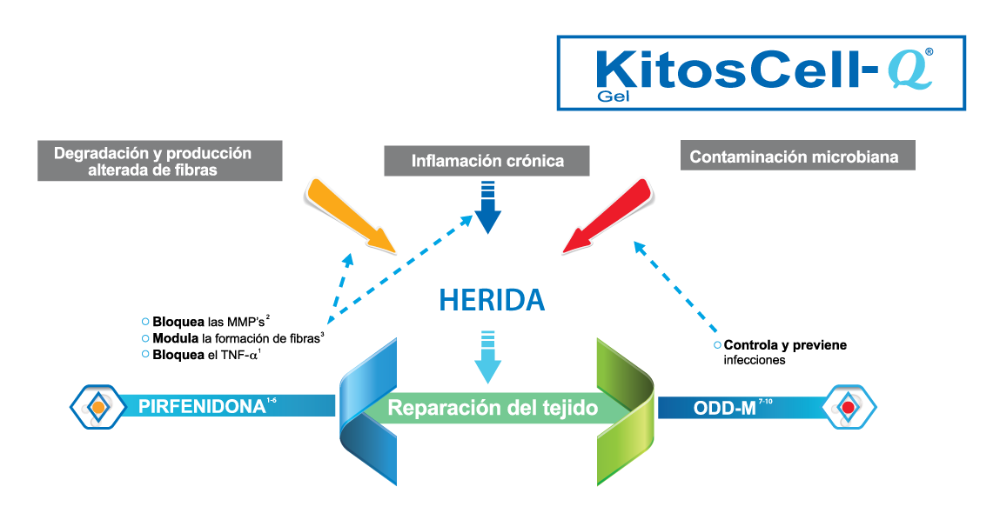 KitosCell-Q®
Gel
Degradación y producción
alterada de fibras
Inflamación crónica
Contaminación microbiana
HERIDA
Bloquea las MMP's²
Modula la formación de fibras³
Bloquea el TNF-α¹
Controla y previene
infecciones
PIRFENIDONA¹⁻⁶
Reparación del tejido
ODD-M⁷⁻¹⁰